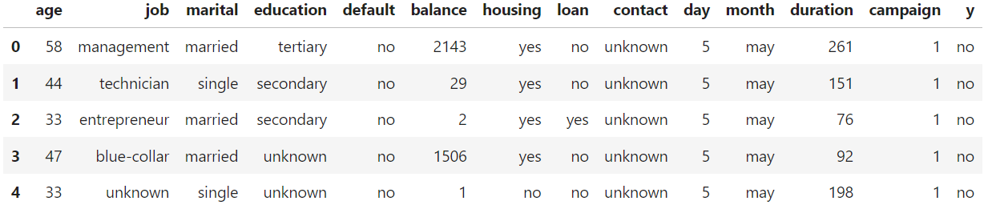 age job marital education default balance housing loan contact day month duration campaign y
0 58 management married tertiary no 2143 yes no unknown 5 may 261 1 no
1 44 technician single secondary no 29 yes no unknown 5 may 151 1 no
2 33 entrepreneur married secondary no 2 yes yes unknown 5 may 76 1 no
3 47 blue-collar married unknown no 1506 yes no unknown 5 may 92 1 no
4 33 unknown single unknown no 1 no no unknown 5 may 198 1 no